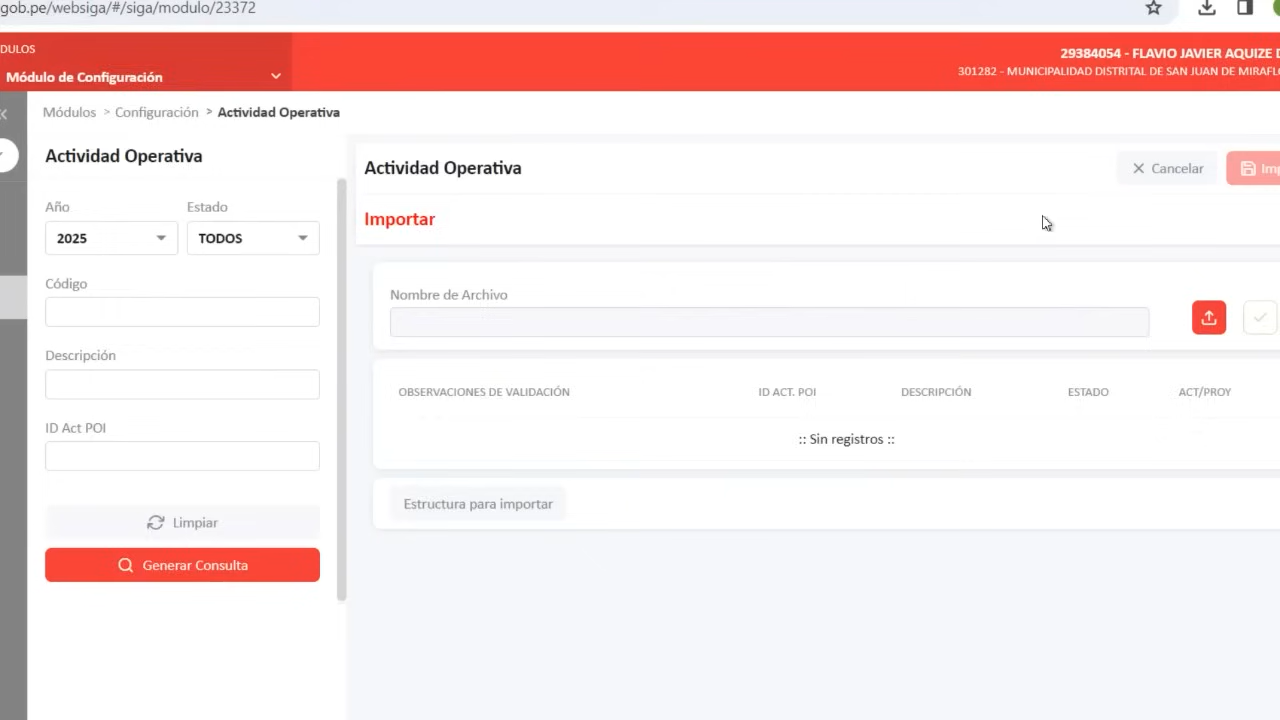 gob.pe/websiga/#/siga/modulo/23372
DULOS
Módulo de Configuración
29384054 - FLAVIO JAVIER AQUIZE D
301282 - MUNICIPALIDAD DISTRITAL DE SAN JUAN DE MIRAFL
Módulos > Configuración > Actividad Operativa
Actividad Operativa
Año
Estado
2025
TODOS
Código
Descripción
ID Act POI
Limpiar
Generar Consulta
Actividad Operativa
Cancelar
Imp
Importar
Nombre de Archivo
OBSERVACIONES DE VALIDACIÓN
ID ACT. POI
DESCRIPCIÓN
ESTADO
ACT/PROY
:: Sin registros ::
Estructura para importar